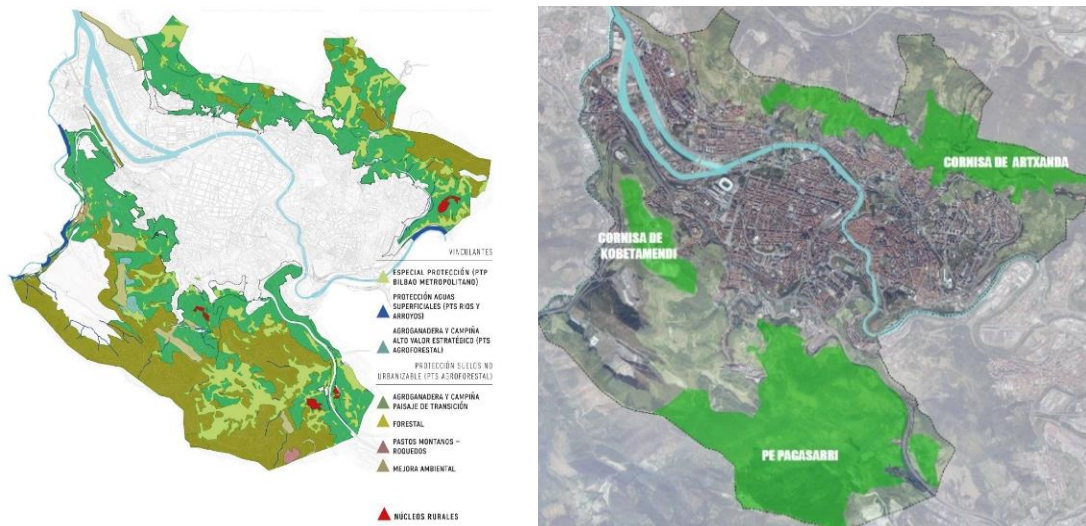 VINCULANTES
ESPECIAL PROTECCIÓN (PTP
BILBAO METROPOLITANO)
PROTECCIÓN AGUAS
SUPERFICIALES (PTS RIOS Y
ARROYOS)
AGROGANADERA Y CAMPIÑA
ALTO VALOR ESTRATÉGICO (PTS
AGROFORESTAL)
PROTECCIÓN SUELOS NO
URBANIZABLE (PTS AGROFORESTAL)
AGROGANADERA Y CAMPIÑA
PAISAJE DE TRANSICIÓN
FORESTAL
PASTOS MONTANOS –
ROQUEDOS
MEJORA AMBIENTAL
NÚCLEOS RURALES
CORNISA DE ARTXANDA
CORNISA DE
KOBETAMENDI
PE PAGASARRI